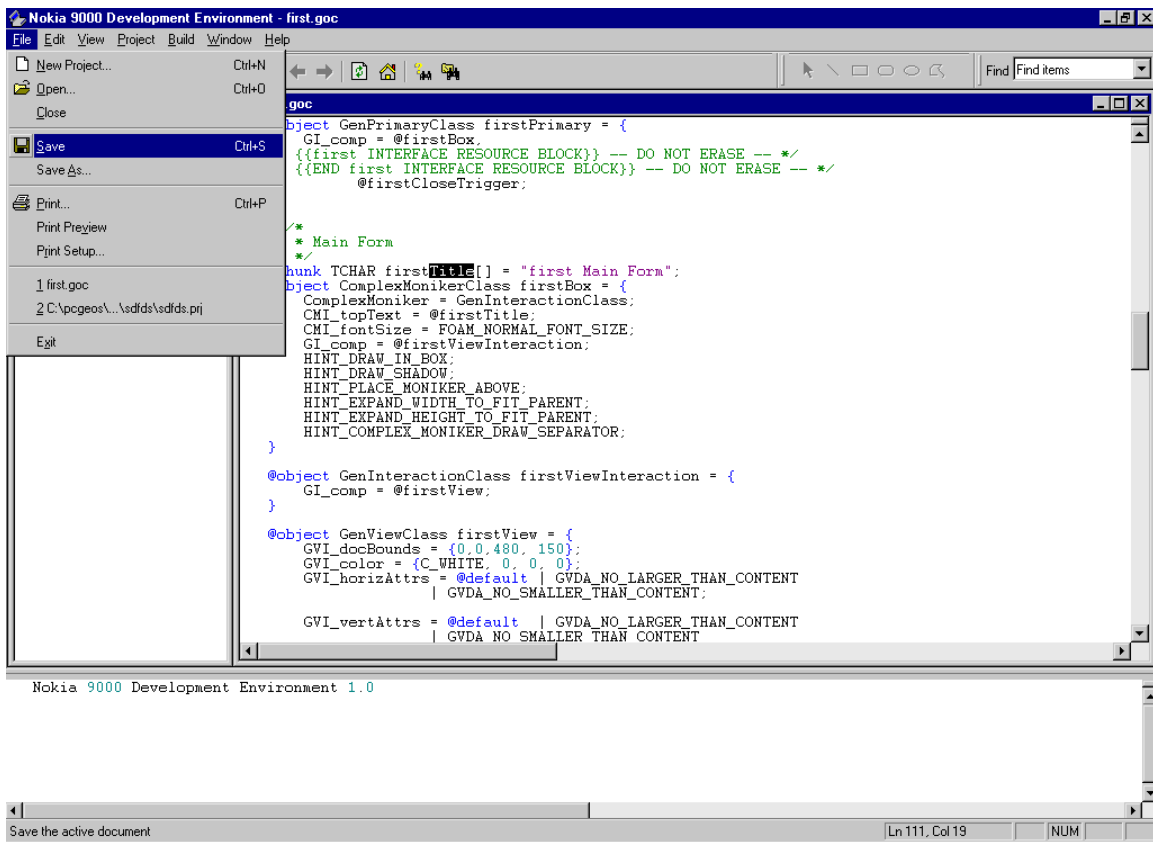 Nokia 9000 Development Environment - first.goc
File Edit View Project Build Window Help
New Project... Ctrl+N
Open... Ctrl+O
Close
Save Ctrl+S
Save As...
Print... Ctrl+P
Print Preview
Print Setup...
1 first.goc
2 C:\pcgeos\...\sdfds\sdfds.prj
Exit
Find Find items
.goc
bject GenPrimaryClass firstPrimary = {
GI_comp = @firstBox,
{{first INTERFACE RESOURCE BLOCK}} -- DO NOT ERASE -- */
{{END first INTERFACE RESOURCE BLOCK}} -- DO NOT ERASE -- */
@firstCloseTrigger;
/*
* Main Form
*/
hunk TCHAR firstTitle[] = "first Main Form";
bject ComplexMonikerClass firstBox = {
ComplexMoniker = GenInteractionClass;
CMI_topText = @firstTitle;
CMI_fontSize = FOAM_NORMAL_FONT_SIZE;
GI_comp = @firstViewInteraction;
HINT_DRAW_IN_BOX;
HINT_DRAW_SHADOW;
HINT_PLACE_MONIKER_ABOVE;
HINT_EXPAND_WIDTH_TO_FIT_PARENT;
HINT_EXPAND_HEIGHT_TO_FIT_PARENT;
HINT_COMPLEX_MONIKER_DRAW_SEPARATOR;
}
@object GenInteractionClass firstViewInteraction = {
GI_comp = @firstView;
}
@object GenViewClass firstView = {
GVI_docBounds = {0,0,480, 150};
GVI_color = {C_WHITE, 0, 0, 0};
GVI_horizAttrs = @default | GVDA_NO_LARGER_THAN_CONTENT
| GVDA_NO_SMALLER_THAN_CONTENT;
GVI_vertAttrs = @default | GVDA_NO_LARGER_THAN_CONTENT
| GVDA NO SMALLER THAN CONTENT
Nokia 9000 Development Environment 1.0
Save the active document Ln 111, Col 19 NUM